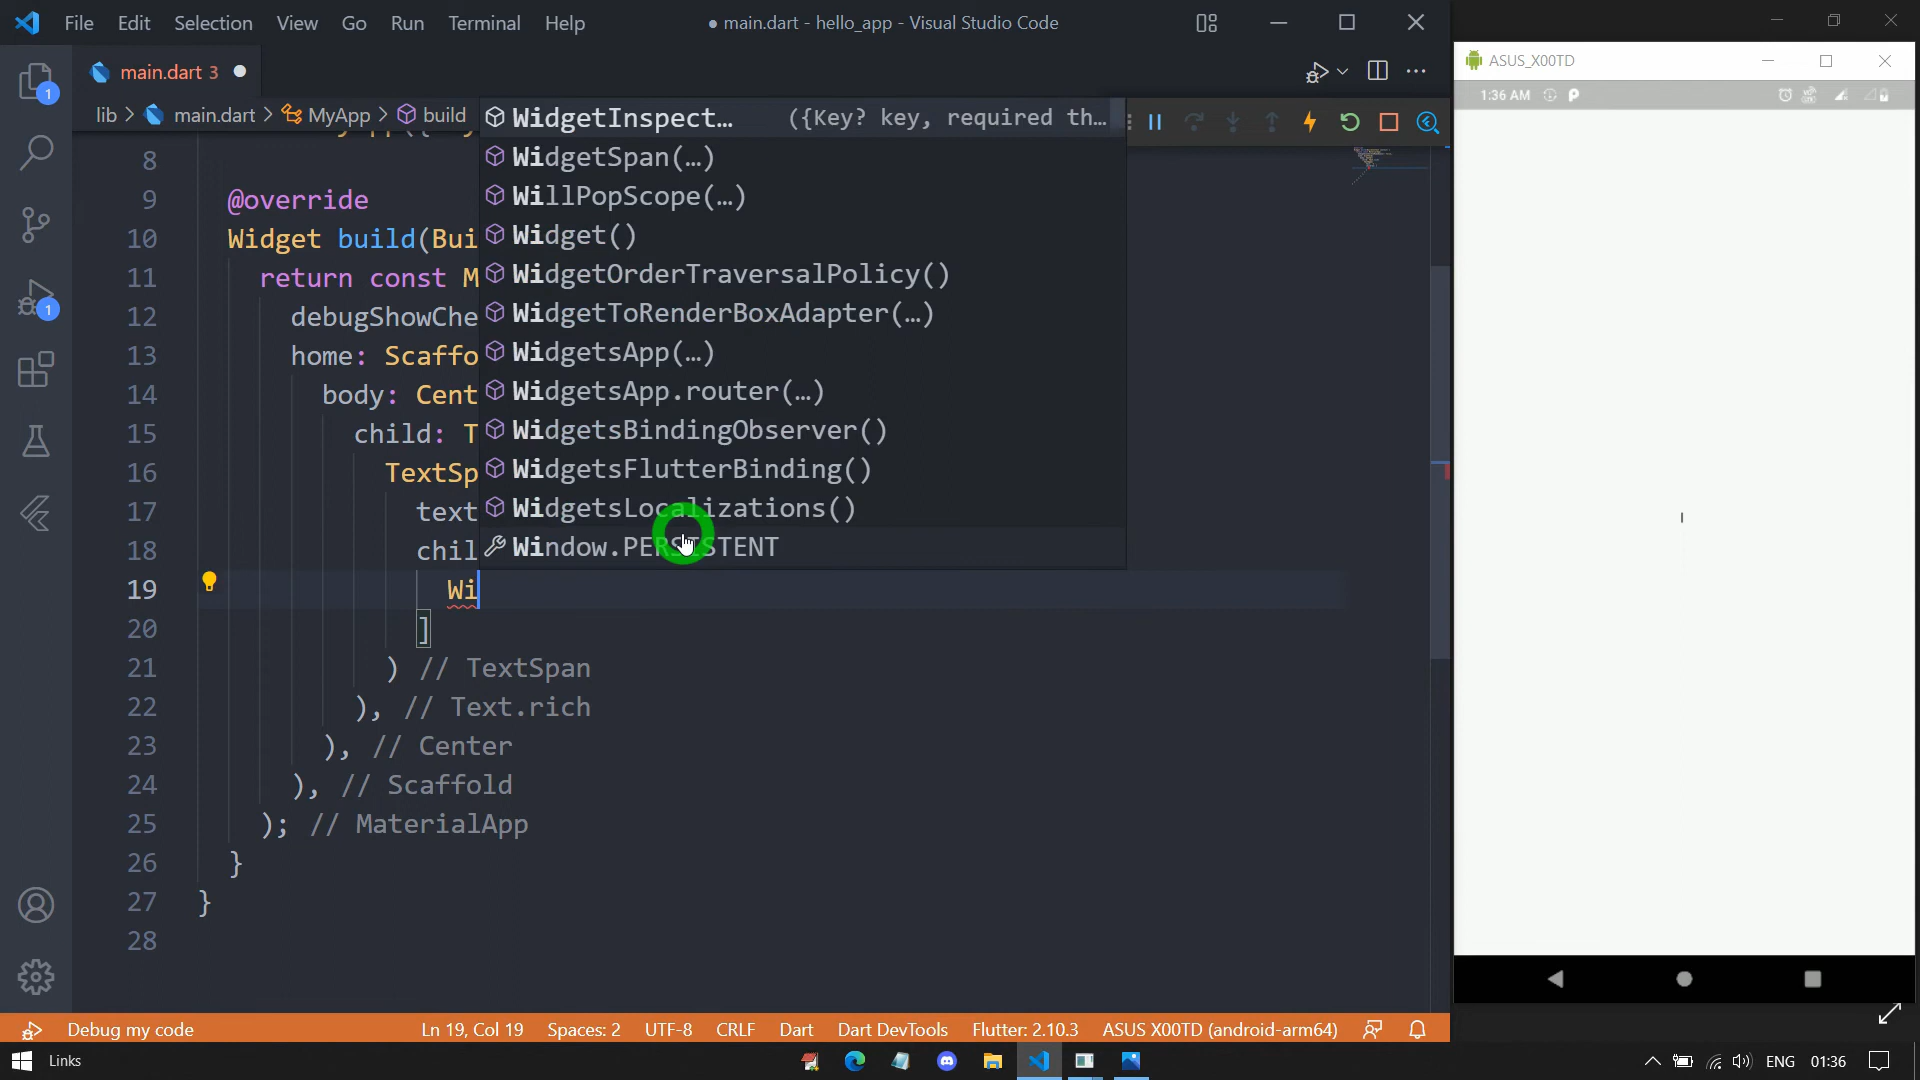 File Edit Selection View Go Run Terminal Help
● main.dart - hello_app - Visual Studio Code
ASUS_X00TD
main.dart 3 ●
1:36 AM
lib > main.dart > MyApp > build
WidgetInspect… ({Key? key, required th…
WidgetSpan(…)
WillPopScope(…)
Widget()
WidgetOrderTraversalPolicy()
WidgetToRenderBoxAdapter(…)
WidgetsApp(…)
WidgetsApp.router(…)
WidgetsBindingObserver()
WidgetsFlutterBinding()
WidgetsLocalizations()
Window.PERSISTENT
8
9 @override
10 Widget build(Bui
11 return const M
12 debugShowChe
13 home: Scaffo
14 body: Cent
15 child: T
16 TextSp
17 text
18 chil
19 Wi
20 ]
21 ) // TextSpan
22 ), // Text.rich
23 ), // Center
24 ), // Scaffold
25 ); // MaterialApp
26 }
27 }
28
1
1
Debug my code Ln 19, Col 19 Spaces: 2 UTF-8 CRLF Dart Dart DevTools Flutter: 2.10.3 ASUS X00TD (android-arm64)
Links ENG 01:36